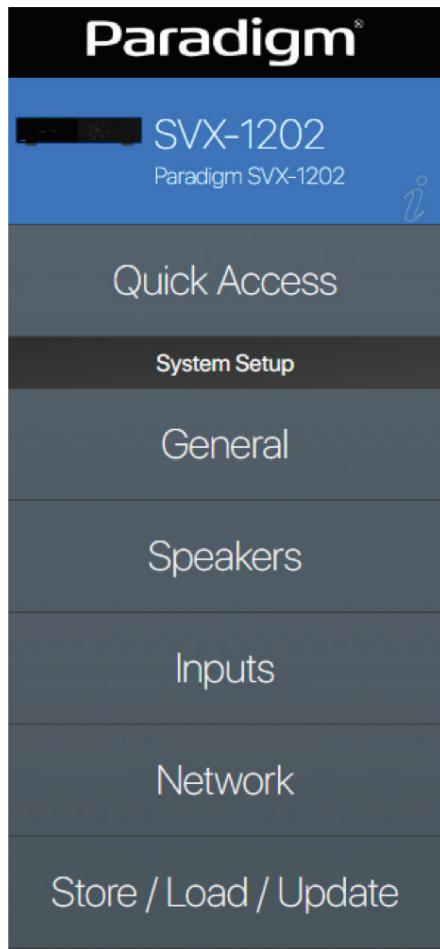 Paradigm®
SVX-1202
Paradigm SVX-1202
i
Quick Access
System Setup
General
Speakers
Inputs
Network
Store / Load / Update